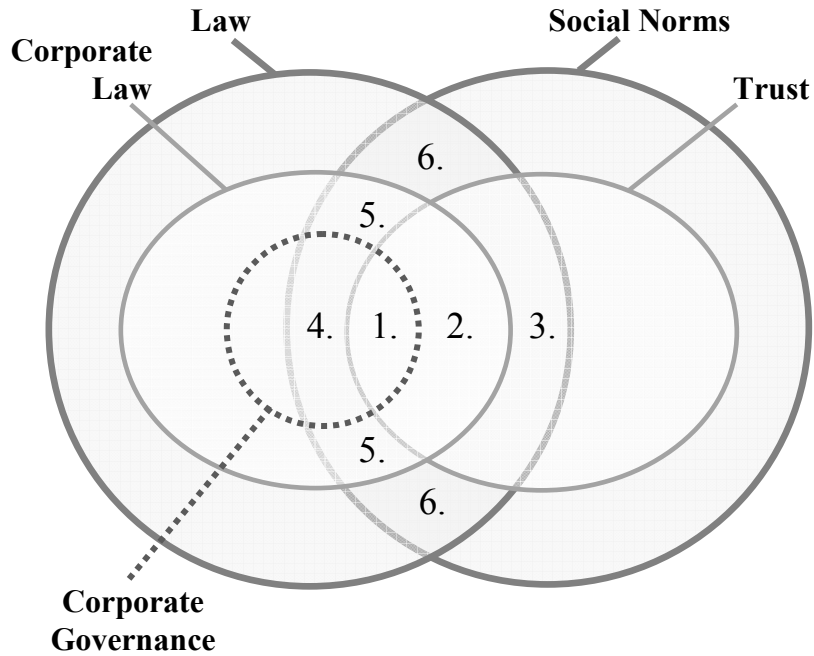 Law
Social Norms
Corporate
Law
Trust
6.
5.
4.
1.
2.
3.
5.
6.
Corporate
Governance